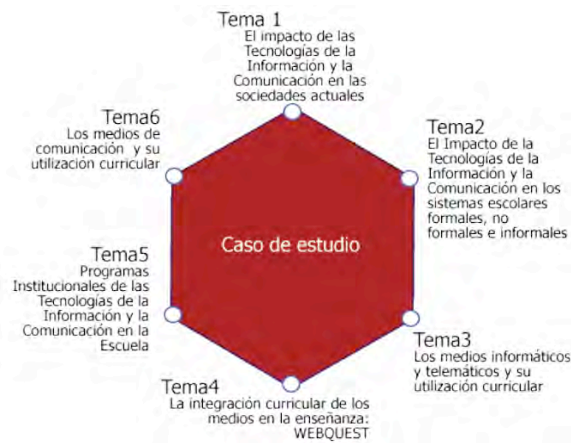 Tema 1
El impacto de las
Tecnologías de la
Información y la
Comunicación en las
sociedades actuales
Tema2
El Impacto de la
Tecnologías de la
Información y la
Comunicación en los
sistemas escolares
formales, no
formales e informales
Tema3
Los medios informáticos
y telemáticos y su
utilización curricular
Tema4
La integración curricular de los
medios en la enseñanza:
WEBQUEST
Tema5
Programas
Institucionales de las
Tecnologías de la
Información y la
Comunicación en la
Escuela
Tema6
Los medios de
comunicación y su
utilización curricular
Caso de estudio